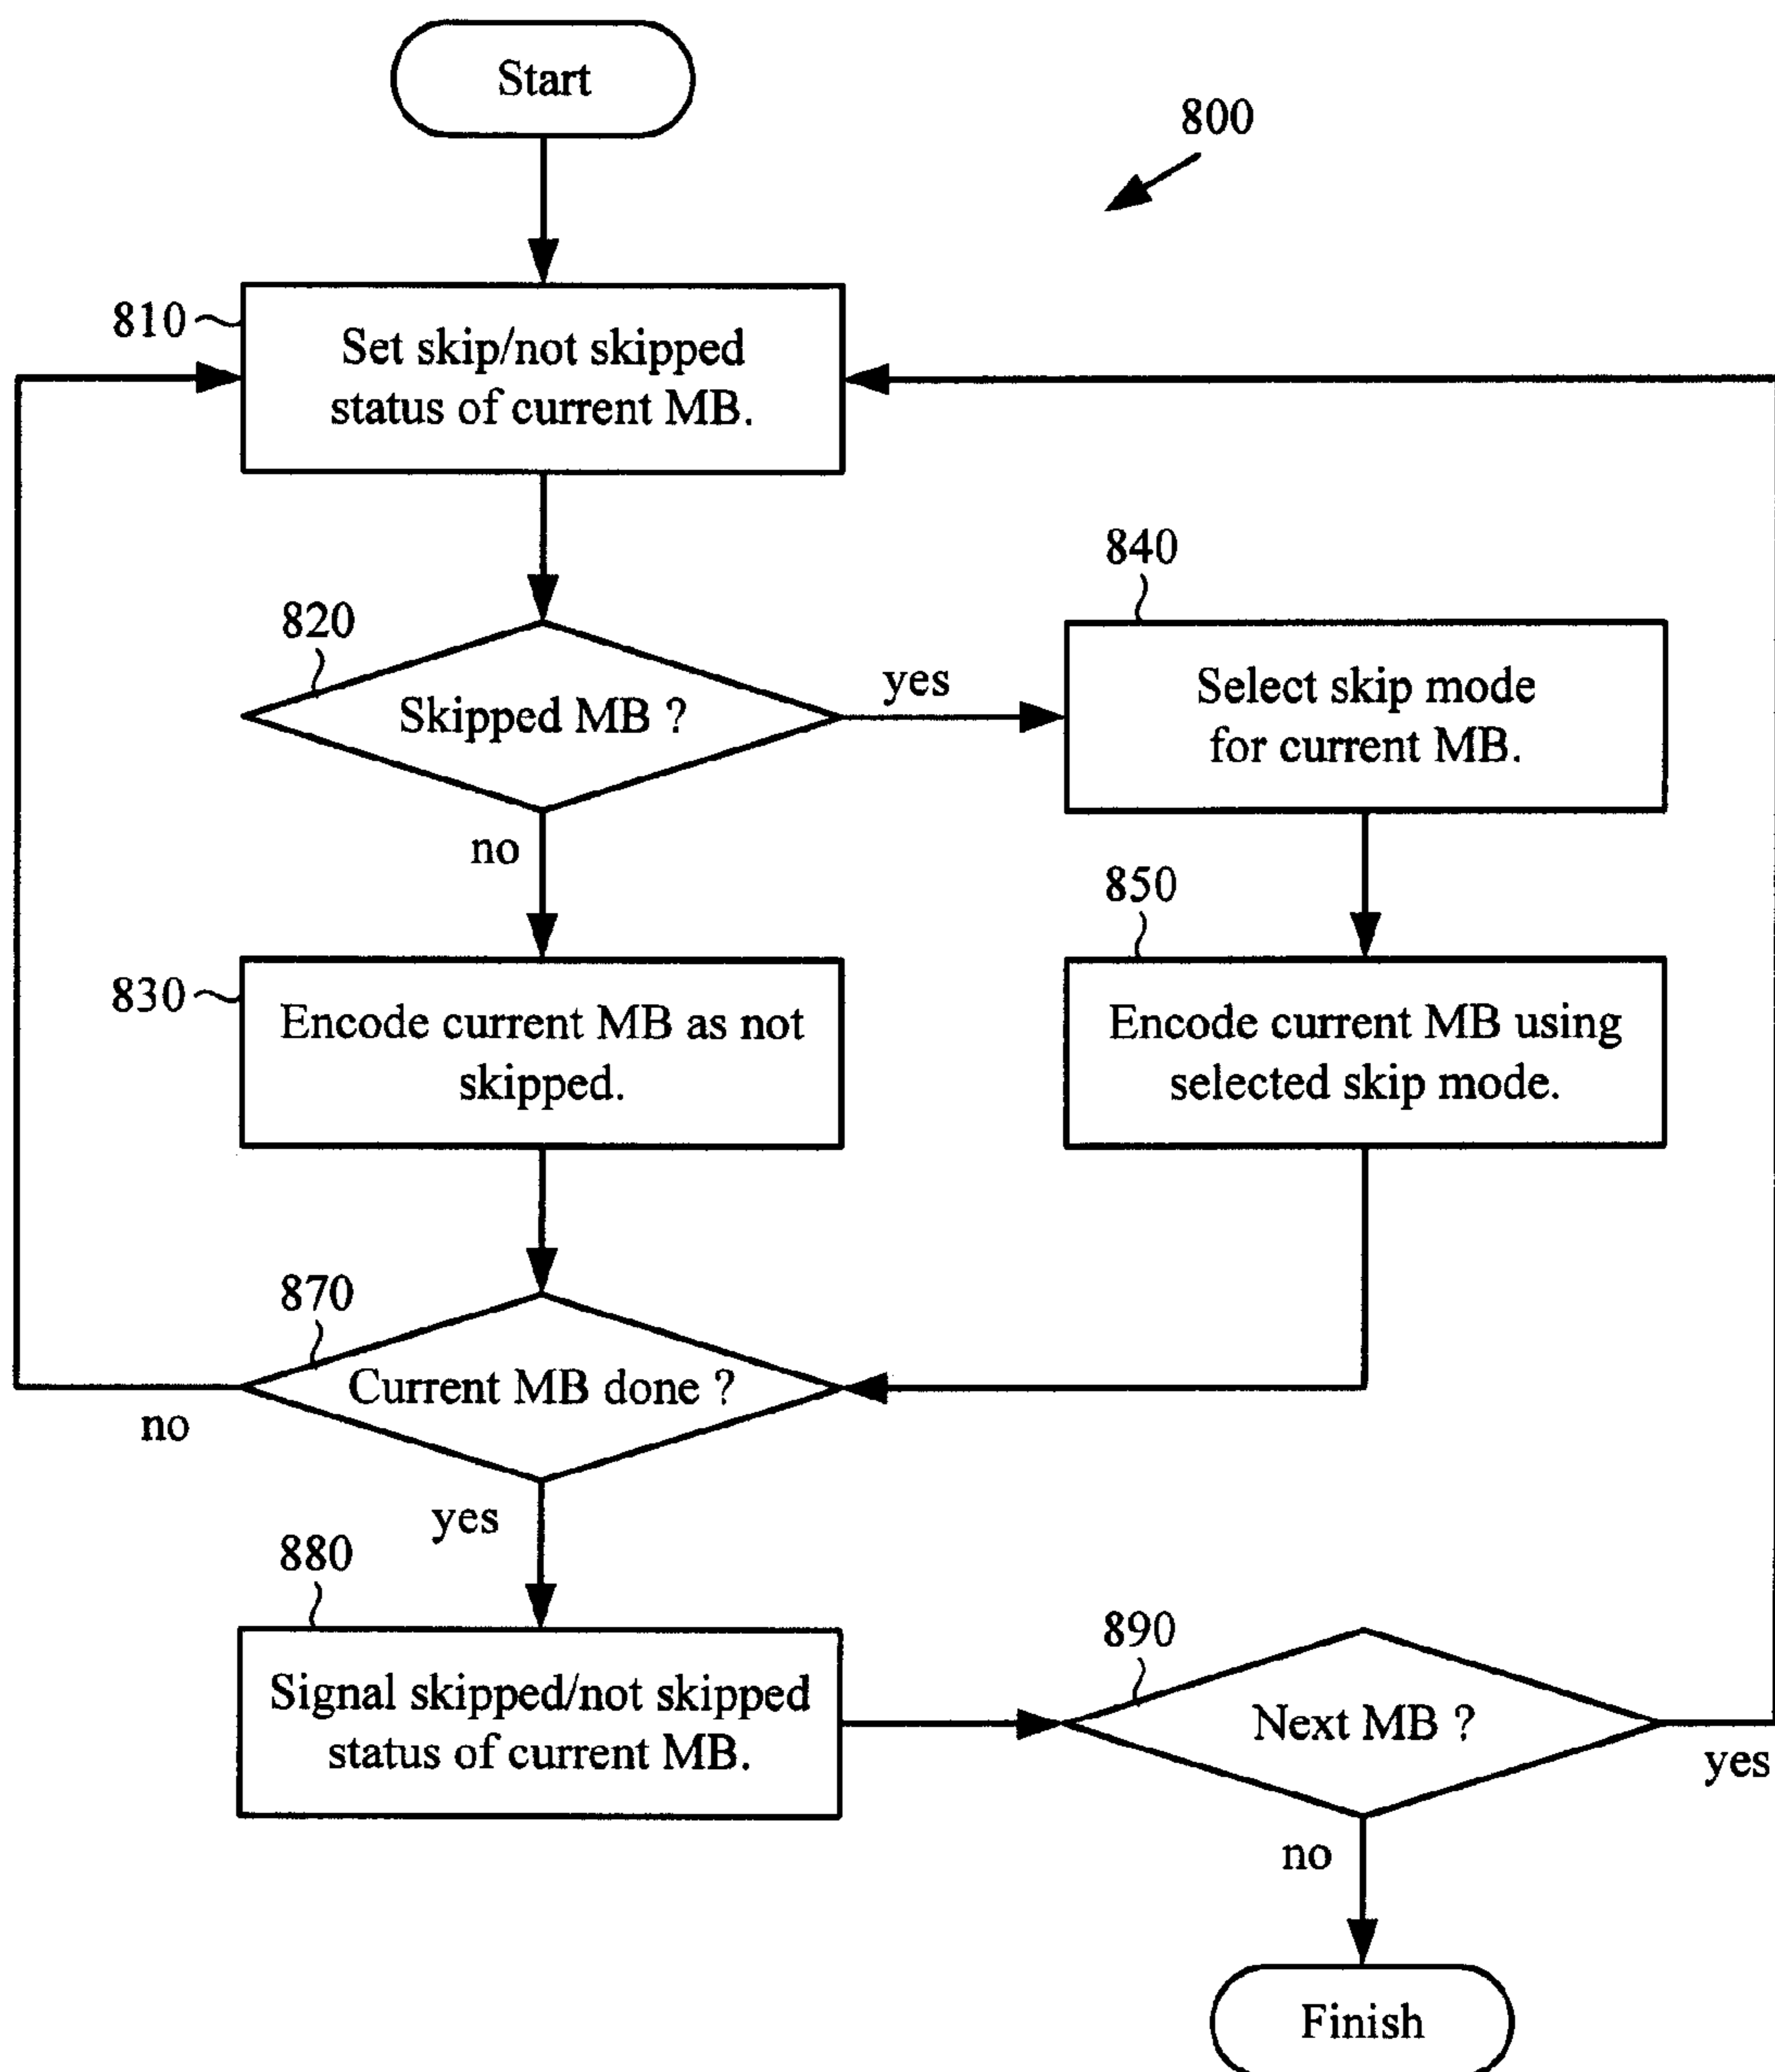 Start
800
810
Set skip/not skipped
status of current MB.
820
Skipped MB ?
yes
no
840
Select skip mode
for current MB.
830
Encode current MB as not
skipped.
850
Encode current MB using
selected skip mode.
870
Current MB done ?
no
yes
880
Signal skipped/not skipped
status of current MB.
890
Next MB ?
yes
no
Finish